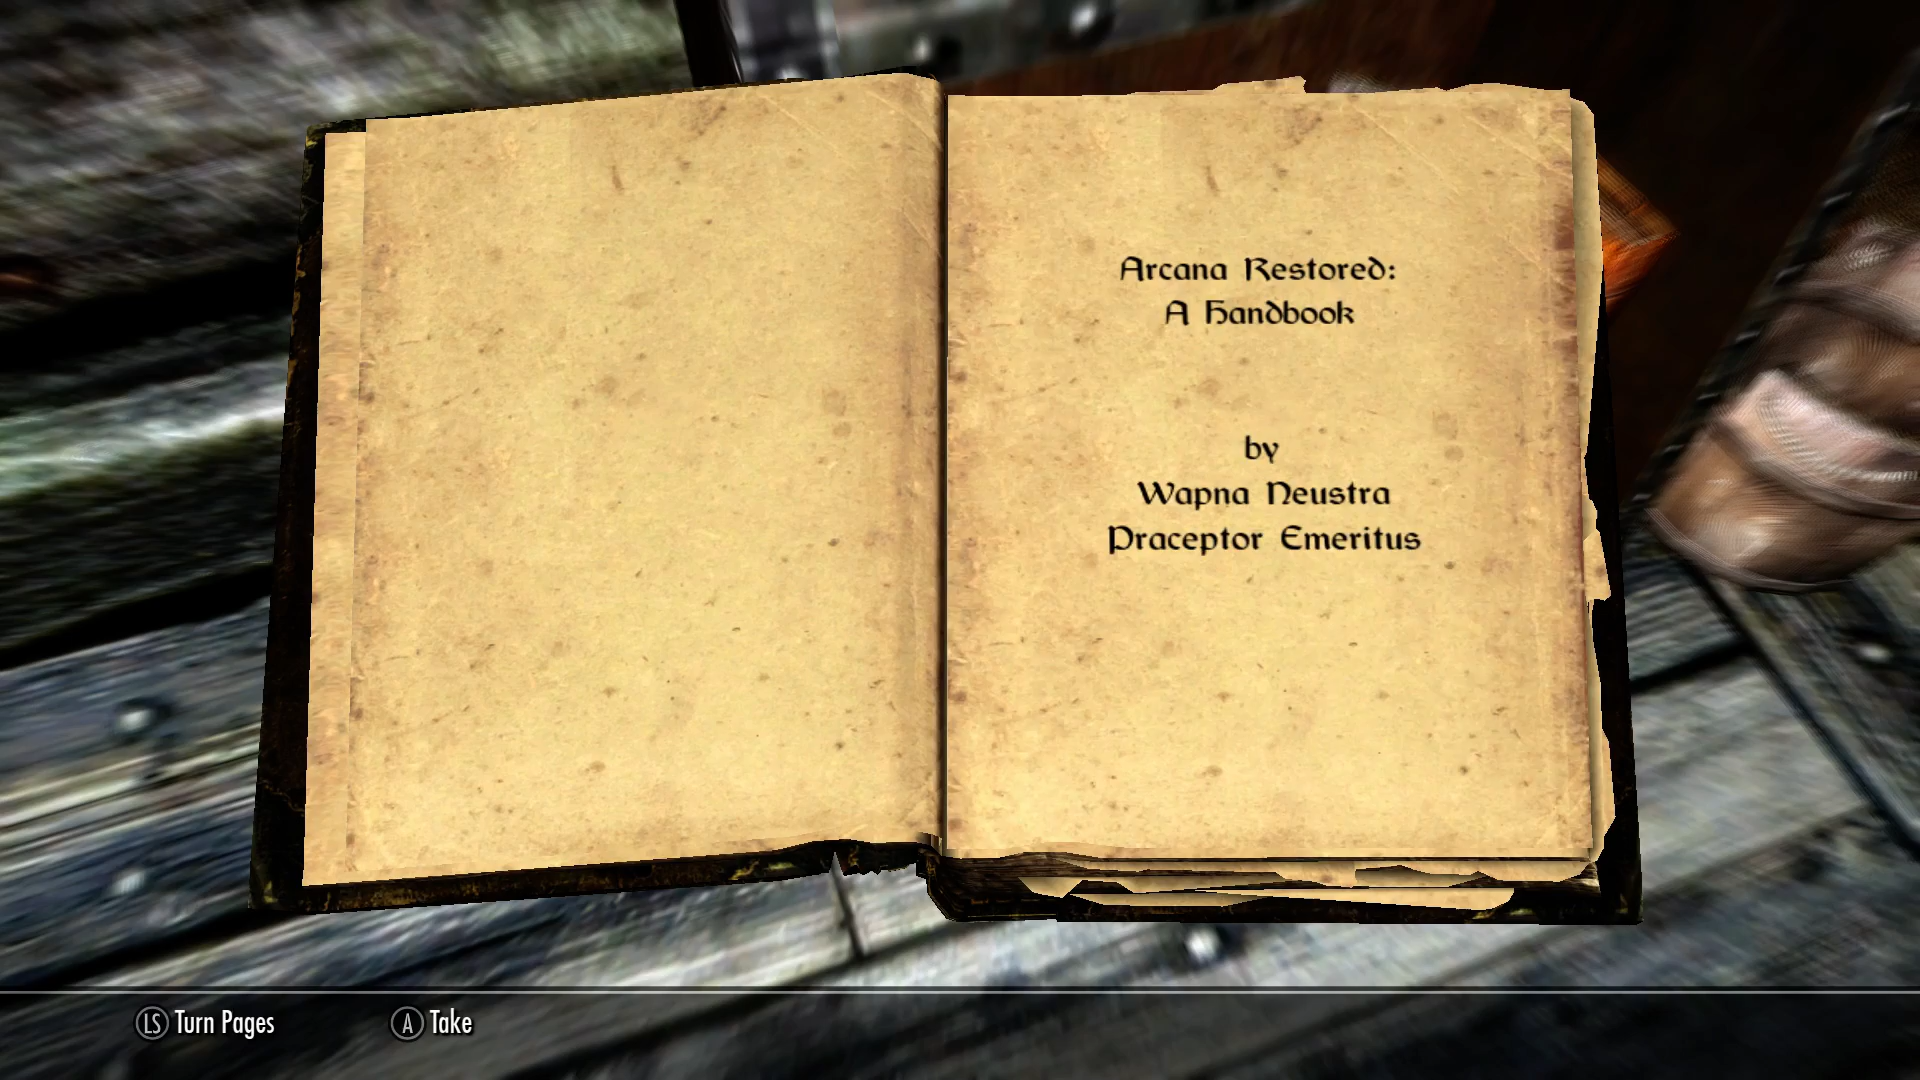 Arcana Restored:
A Handbook
by
Wapna Neustra
Praceptor Emeritus
LS Turn Pages
A Take